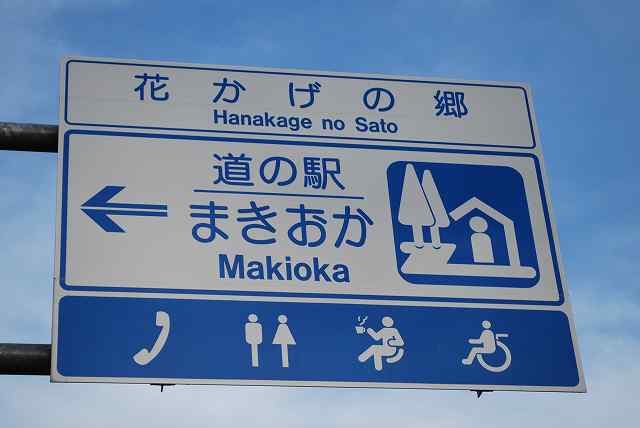 花かげの郷
Hanakage no Sato
道の駅
まきおか
Makioka